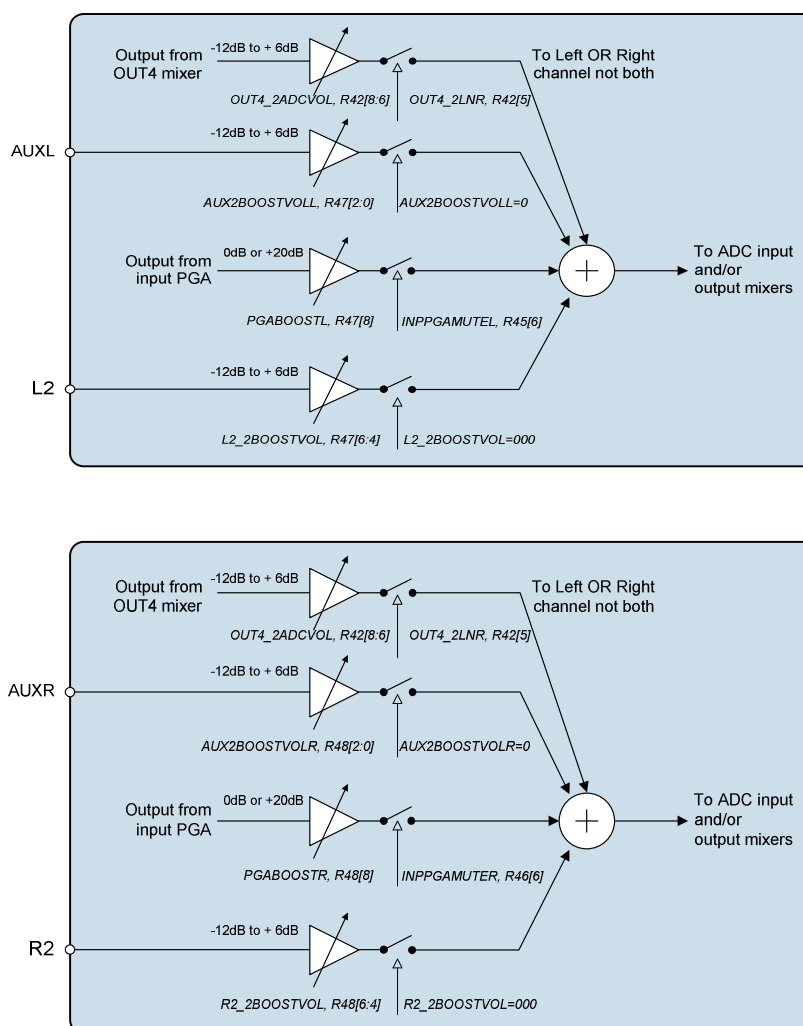 Output from
OUT4 mixer
-12dB to + 6dB
To Left OR Right
channel not both
OUT4_2ADCVOL, R42[8:6]
OUT4_2LNR, R42[5]
AUXL
-12dB to + 6dB
AUX2BOOSTVOLL, R47[2:0]
AUX2BOOSTVOLL=0
Output from
input PGA
0dB or +20dB
To ADC input
and/or
output mixers
PGABOOSTL, R47[8]
INPPGAMUTEL, R45[6]
L2
-12dB to + 6dB
L2_2BOOSTVOL, R47[6:4]
L2_2BOOSTVOL=000
Output from
OUT4 mixer
-12dB to + 6dB
To Left OR Right
channel not both
OUT4_2ADCVOL, R42[8:6]
OUT4_2LNR, R42[5]
AUXR
-12dB to + 6dB
AUX2BOOSTVOLR, R48[2:0]
AUX2BOOSTVOLR=0
Output from
input PGA
0dB or +20dB
To ADC input
and/or
output mixers
PGABOOSTR, R48[8]
INPPGAMUTER, R46[6]
R2
-12dB to + 6dB
R2_2BOOSTVOL, R48[6:4]
R2_2BOOSTVOL=000